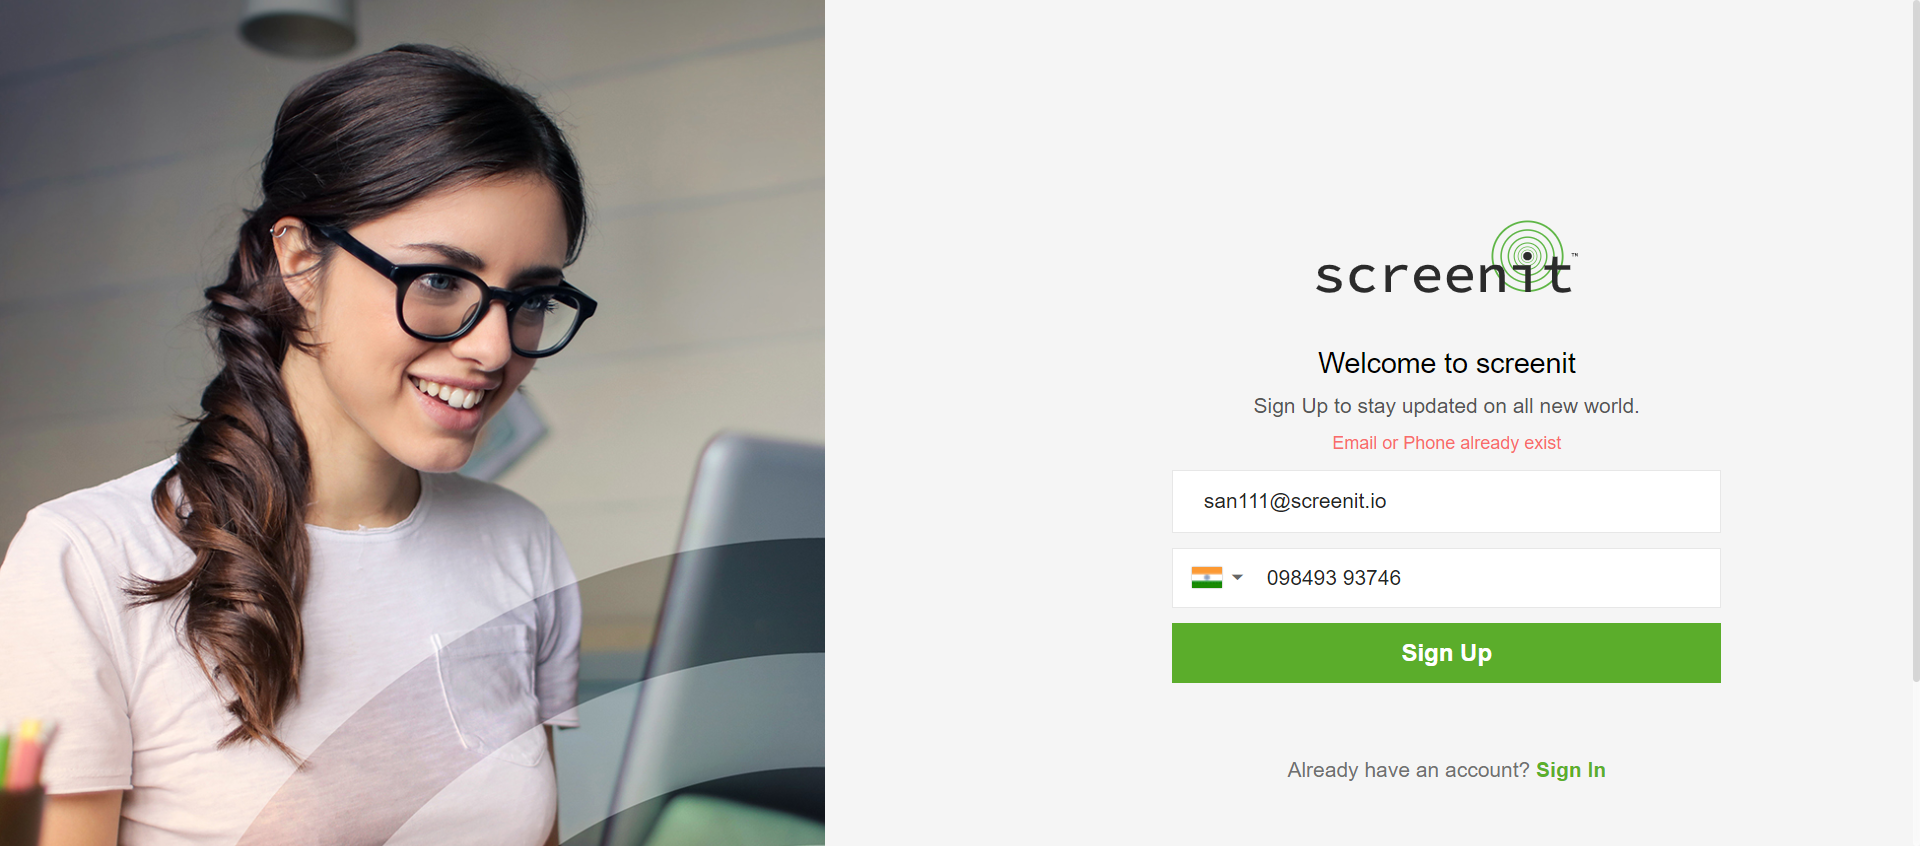 screenit™
Welcome to screenit
Sign Up to stay updated on all new world.
Email or Phone already exist
san111@screenit.io
098493 93746
Sign Up
Already have an account? Sign In